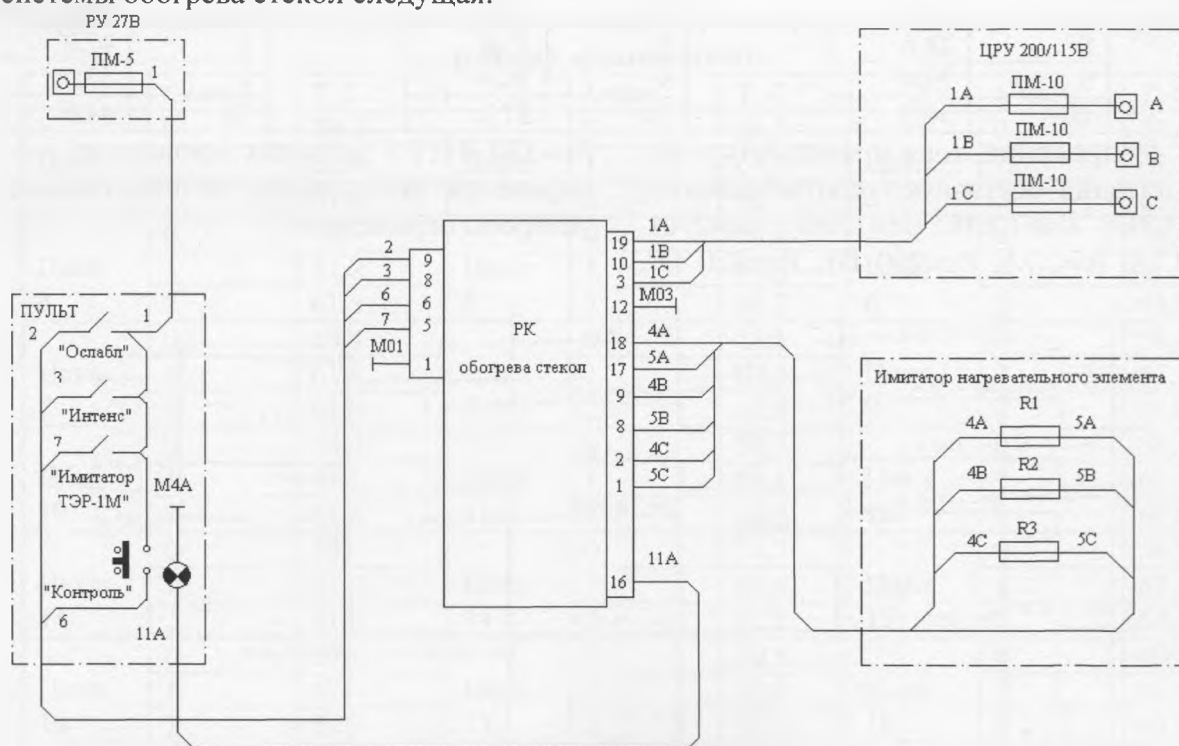 системы обогрева стекол следущая:
РУ 27В
ПМ-5
1
ЦРУ 200/115В
1А ПМ-10 А
1В ПМ-10 В
1С ПМ-10 С
ПУЛЬТ
2 1
"Ослабл"
3
"Интенс"
7
"Имитатор
ТЭР-1М"
М4А
"Контроль"
6
11А
2 9
3 8
6 6
7 5
М01 1
РК
обогрева стекол
19 1А
10 1В
3 1С
12 М03
18 4А
17 5А
9 4В
8 5В
2 4С
1 5С
16 11А
Имитатор нагревательного элемента
R1
4А 5А
R2
4В 5В
R3
4С 5С